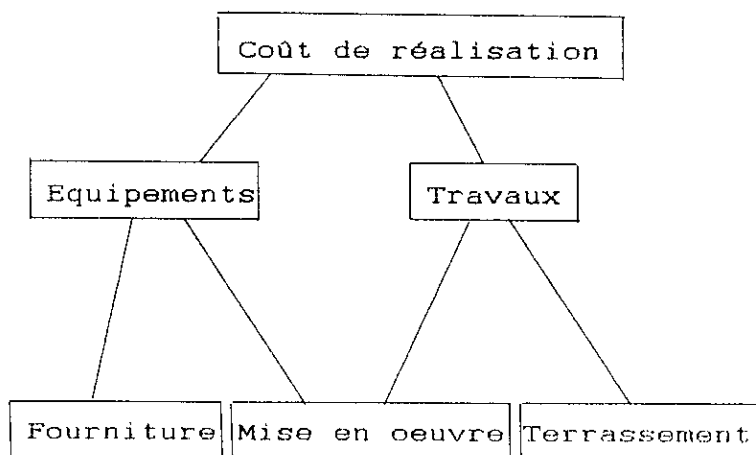 Coût de réalisation
Equipements
Travaux
Fourniture
Mise en oeuvre
Terrassement